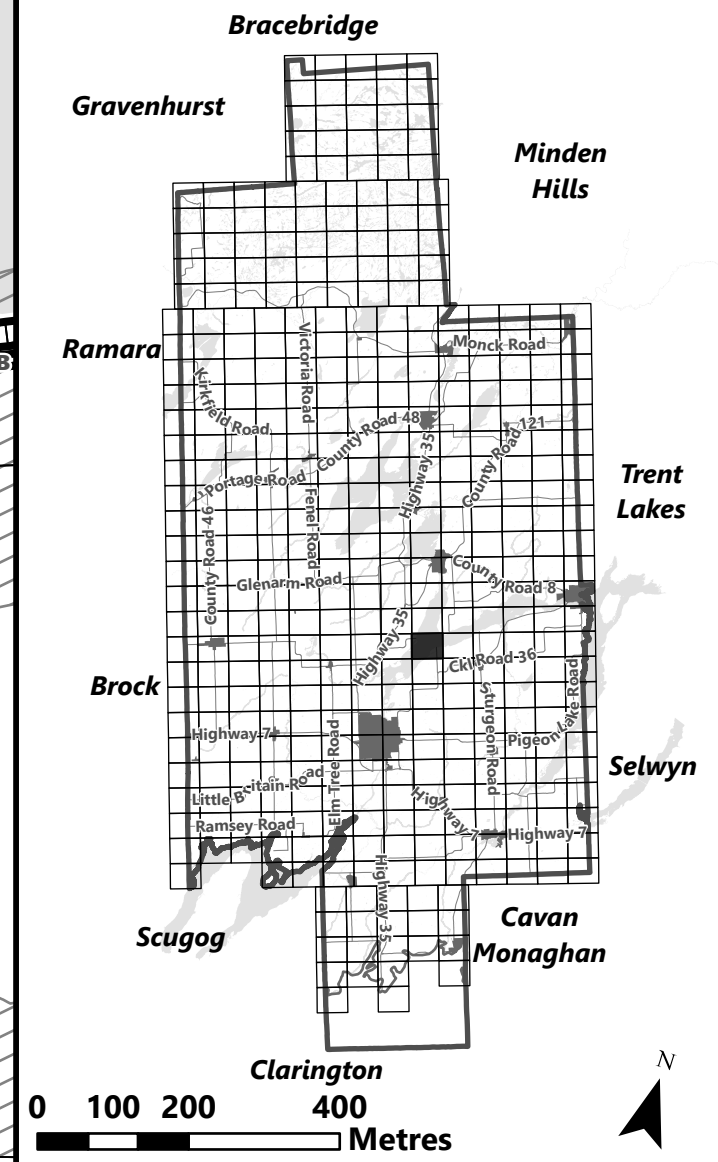 Bracebridge
Gravenhurst
Minden
Hills
Ramara
Monck Road
Victoria Road
Kirkfield Road
County Road 48
County Road 121
Highway 35
Portage Road
Trent
Lakes
County Road 46
Fenel Road
Glenarm Road
County Road 8
Highway 35
Ckl Road 36
Brock
Sturgeon Road
Pigeon Lake Road
Highway 7
Elm Tree Road
Selwyn
Little Britain Road
Highway 7
Ramsey Road
Highway 7
Highway 35
Scugog
Cavan
Monaghan
Clarington
N
0 100 200 400
Metres
B